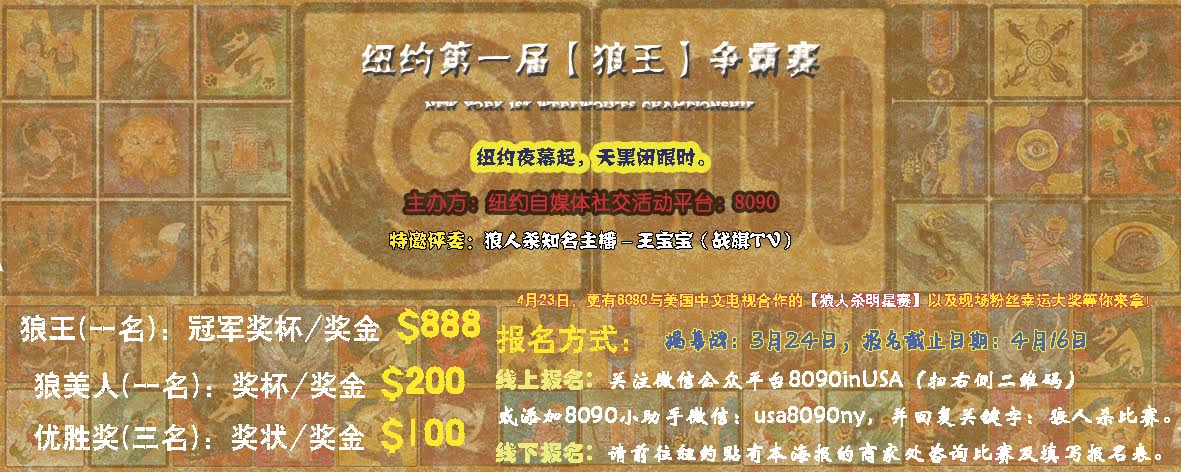 纽约第一届【狼王】争霸赛
NEW YORK 1ST WEREWOLVES CHAMPIONSHIP
纽约夜幕起，天黑闭眼时。
主办方：纽约自媒体社交活动平台：8090
特邀评委：狼人杀知名主播－王宝宝（战旗TV）
4月23日，更有8090与美国中文电视合作的【狼人杀明星赛】以及现场粉丝幸运大奖等你来拿！
狼王(一名)：冠军奖杯/奖金 $888
狼美人(一名)：奖杯/奖金 $200
优胜奖(三名)：奖状/奖金 $100
报名方式： 揭幕战：3月24日，报名截止日期：4月16日
线上报名：关注微信公众平台8090inUSA（扫右侧二维码）
或添加8090小助手微信：usa8090ny，并回复关键字：狼人杀比赛。
线下报名：请前往纽约贴有本海报的商家处咨询比赛及填写报名表。